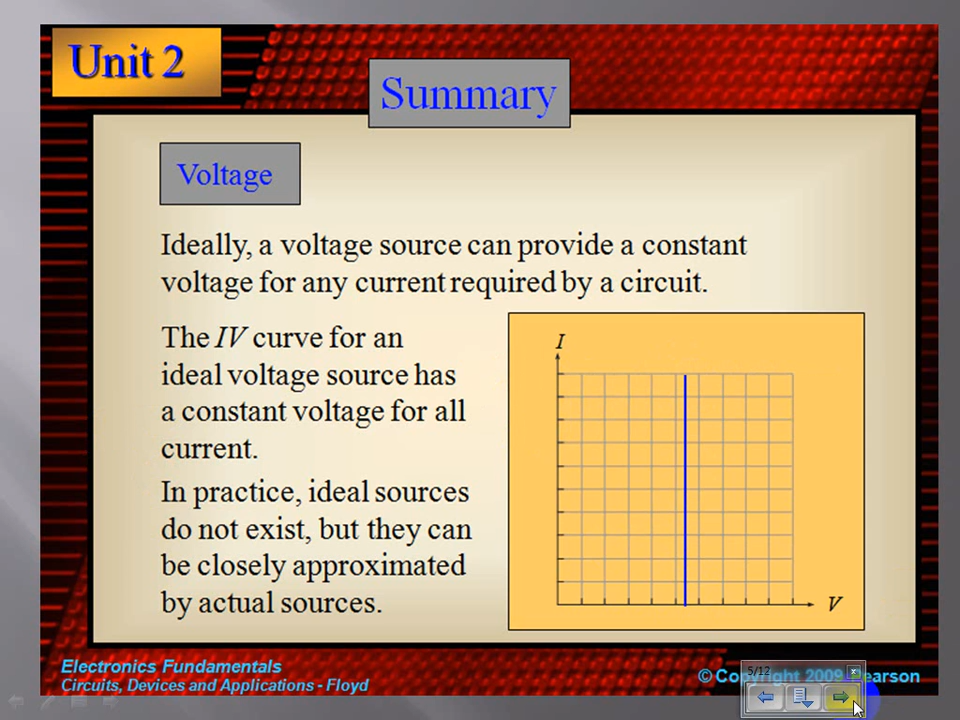 Unit 2
Summary
Voltage
Ideally, a voltage source can provide a constant
voltage for any current required by a circuit.
The IV curve for an
ideal voltage source has
a constant voltage for all
current.
In practice, ideal sources
do not exist, but they can
be closely approximated
by actual sources.
I
V
Electronics Fundamentals
Circuits, Devices and Applications - Floyd
© Copyright 2009 Pearson
5/12
x